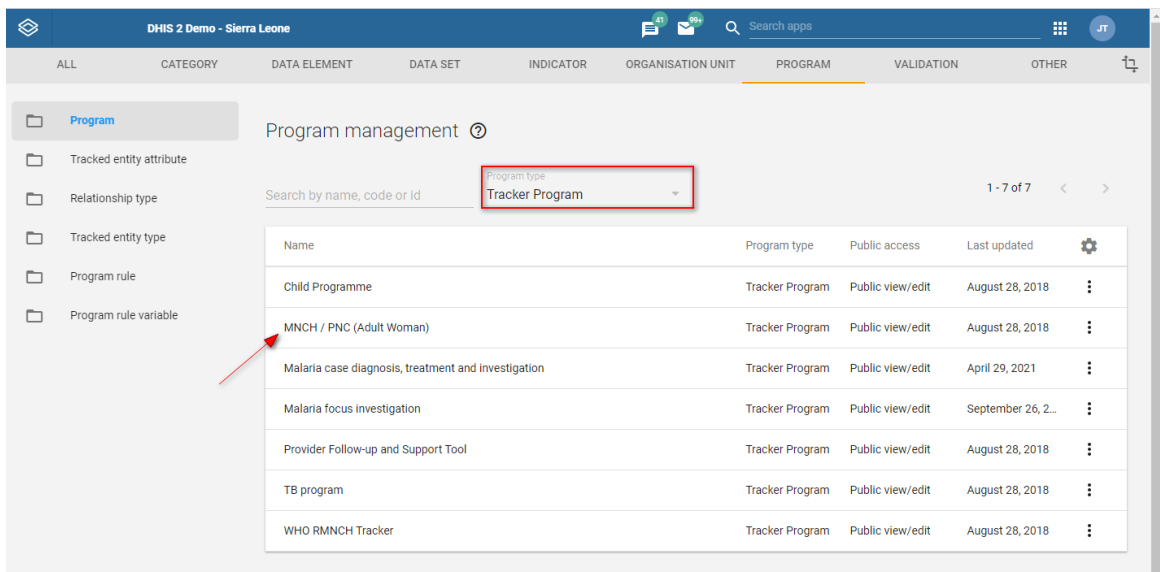 DHIS 2 Demo - Sierra Leone 41 99+ Search apps JT
ALL CATEGORY DATA ELEMENT DATA SET INDICATOR ORGANISATION UNIT PROGRAM VALIDATION OTHER
Program
Tracked entity attribute
Relationship type
Tracked entity type
Program rule
Program rule variable
Program management ?
Search by name, code or id
Program type
Tracker Program
1 - 7 of 7
Name Program type Public access Last updated
Child Programme Tracker Program Public view/edit August 28, 2018
MNCH / PNC (Adult Woman) Tracker Program Public view/edit August 28, 2018
Malaria case diagnosis, treatment and investigation Tracker Program Public view/edit April 29, 2021
Malaria focus investigation Tracker Program Public view/edit September 26, 2...
Provider Follow-up and Support Tool Tracker Program Public view/edit August 28, 2018
TB program Tracker Program Public view/edit August 28, 2018
WHO RMNCH Tracker Tracker Program Public view/edit August 28, 2018